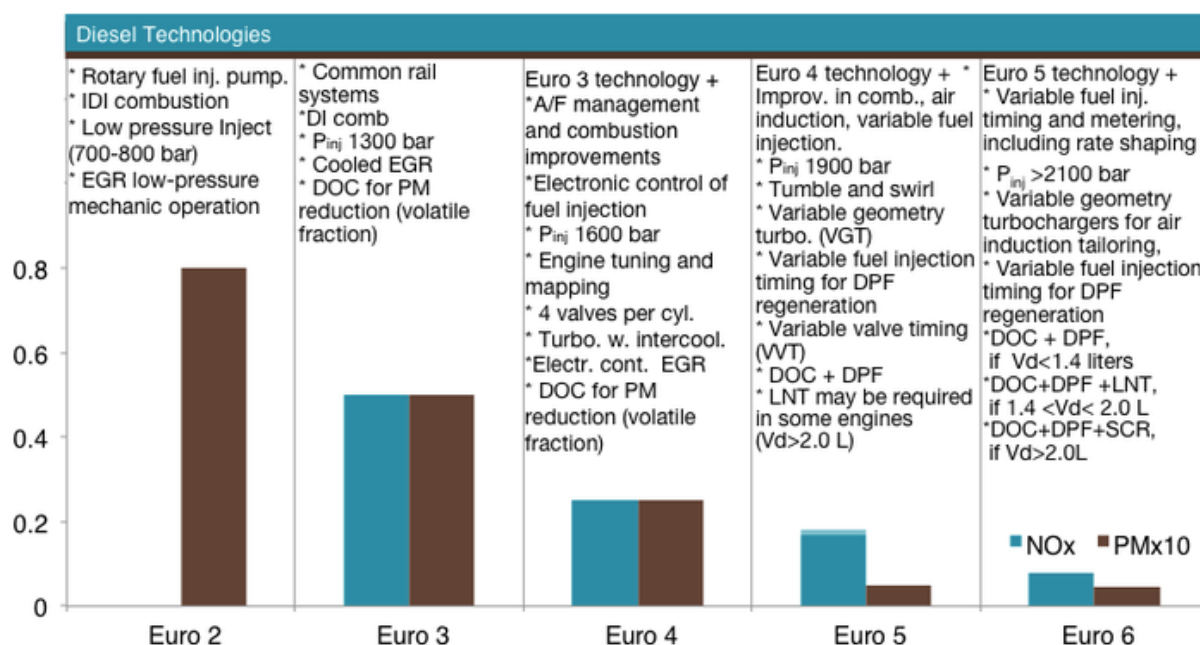 Diesel Technologies
* Rotary fuel inj. pump.
* IDI combustion
* Low pressure Inject
(700-800 bar)
* EGR low-pressure
mechanic operation
* Common rail
systems
*DI comb
* Pinj 1300 bar
* Cooled EGR
* DOC for PM
reduction (volatile
fraction)
Euro 3 technology +
*A/F management
and combustion
improvements
*Electronic control of
fuel injection
* Pinj 1600 bar
* Engine tuning and
mapping
* 4 valves per cyl.
* Turbo. w. intercool.
*Electr. cont. EGR
* DOC for PM
reduction (volatile
fraction)
Euro 4 technology + *
Improv. in comb., air
induction, variable fuel
injection.
* Pinj 1900 bar
* Tumble and swirl
* Variable geometry
turbo. (VGT)
* Variable fuel injection
timing for DPF
regeneration
* Variable valve timing
(VVT)
* DOC + DPF
* LNT may be required
in some engines
(Vd>2.0 L)
Euro 5 technology +
* Variable fuel inj.
timing and metering,
including rate shaping
* Pinj >2100 bar
* Variable geometry
turbochargers for air
induction tailoring,
* Variable fuel injection
timing for DPF
regeneration
*DOC + DPF,
if Vd<1.4 liters
*DOC+DPF +LNT,
if 1.4 <Vd< 2.0 L
*DOC+DPF+SCR,
if Vd>2.0L
0.8
0.6
0.4
0.2
0
NOx PMx10
Euro 2 Euro 3 Euro 4 Euro 5 Euro 6